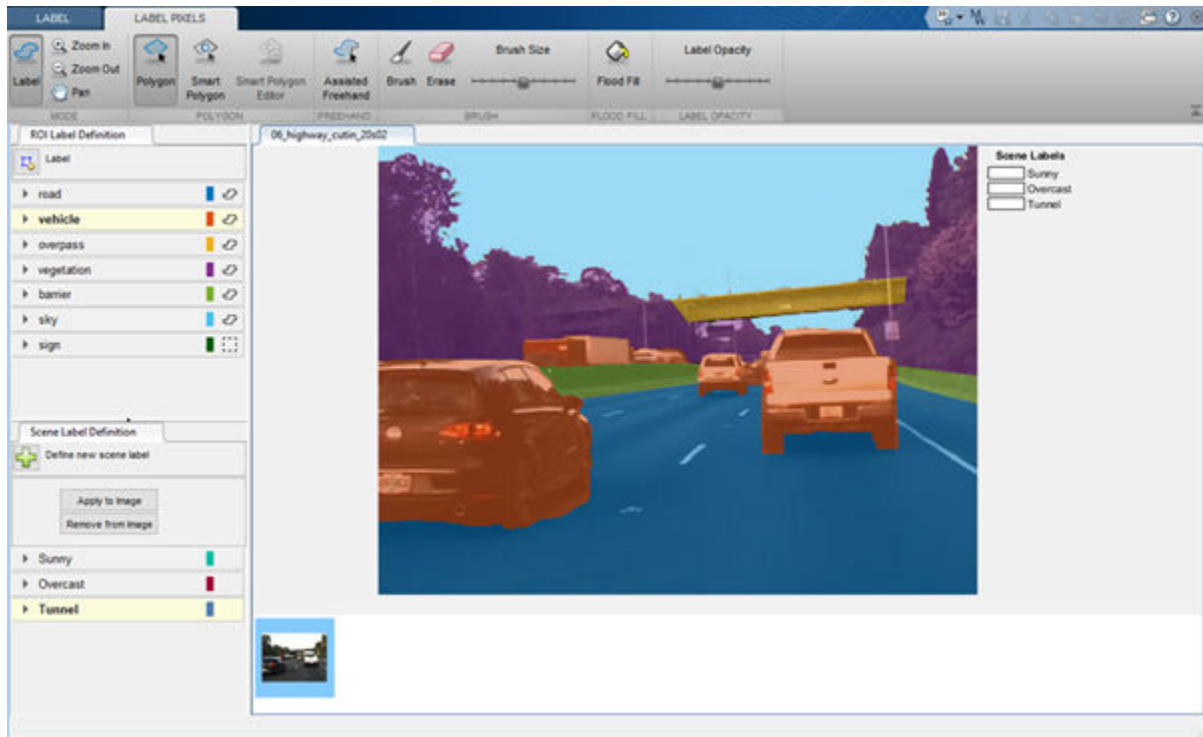 LABEL
LABEL PIXELS
Label
Zoom In
Zoom Out
Pan
MODE
Polygon
Smart Polygon
Smart Polygon Editor
POLYGON
Assisted Freehand
FREEHAND
Brush
Erase
Brush Size
BRUSH
Flood Fill
FLOOD FILL
Label Opacity
LABEL OPACITY
ROI Label Definition
Label
road
vehicle
overpass
vegetation
barrier
sky
sign
Scene Label Definition
Define new scene label
Apply to Image
Remove from Image
Sunny
Overcast
Tunnel
06_highway_cutin_20s02
Scene Labels
Sunny
Overcast
Tunnel